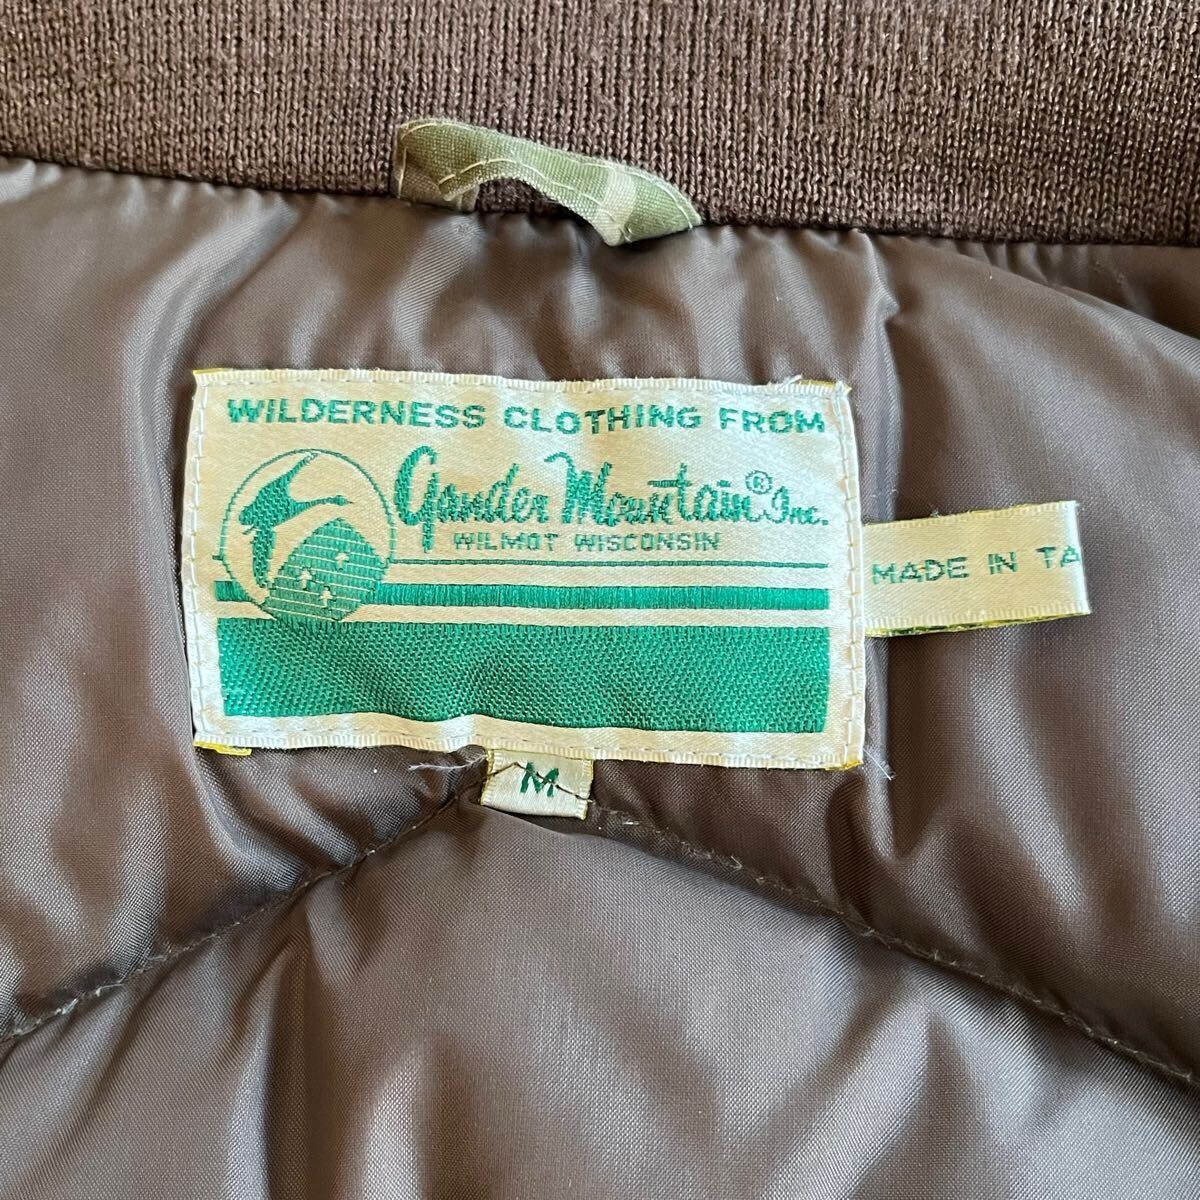 WILDERNESS CLOTHING FROM
Gander Mountain® Inc.
WILMOT WISCONSIN
MADE IN TA
M